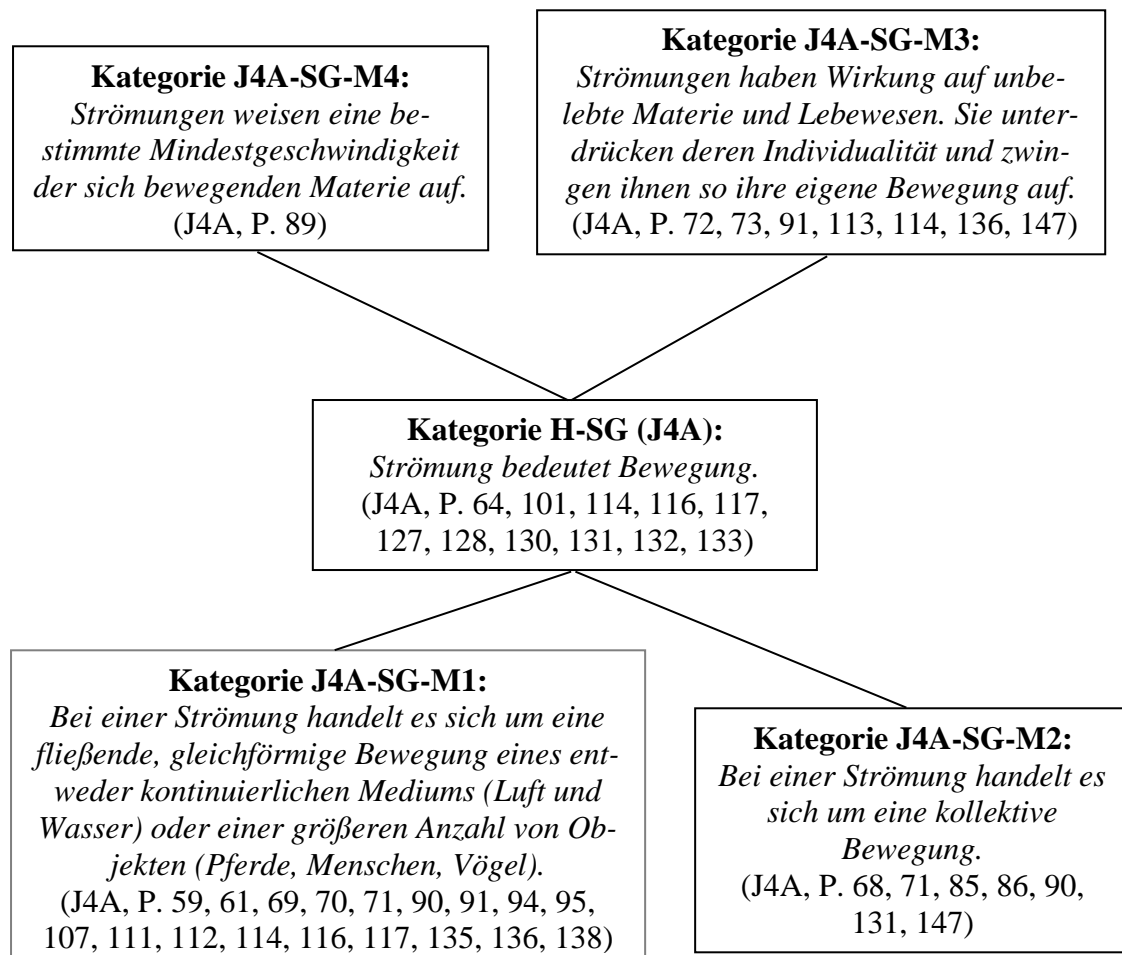 Kategorie J4A-SG-M4:
Strömungen weisen eine be-
stimmte Mindestgeschwindigkeit
der sich bewegenden Materie auf.
(J4A, P. 89)
Kategorie J4A-SG-M3:
Strömungen haben Wirkung auf unbe-
lebte Materie und Lebewesen. Sie unter-
drücken deren Individualität und zwin-
gen ihnen so ihre eigene Bewegung auf.
(J4A, P. 72, 73, 91, 113, 114, 136, 147)
Kategorie H-SG (J4A):
Strömung bedeutet Bewegung.
(J4A, P. 64, 101, 114, 116, 117,
127, 128, 130, 131, 132, 133)
Kategorie J4A-SG-M1:
Bei einer Strömung handelt es sich um eine
fließende, gleichförmige Bewegung eines ent-
weder kontinuierlichen Mediums (Luft und
Wasser) oder einer größeren Anzahl von Ob-
jekten (Pferde, Menschen, Vögel).
(J4A, P. 59, 61, 69, 70, 71, 90, 91, 94, 95,
107, 111, 112, 114, 116, 117, 135, 136, 138)
Kategorie J4A-SG-M2:
Bei einer Strömung handelt es
sich um eine kollektive
Bewegung.
(J4A, P. 68, 71, 85, 86, 90,
131, 147)